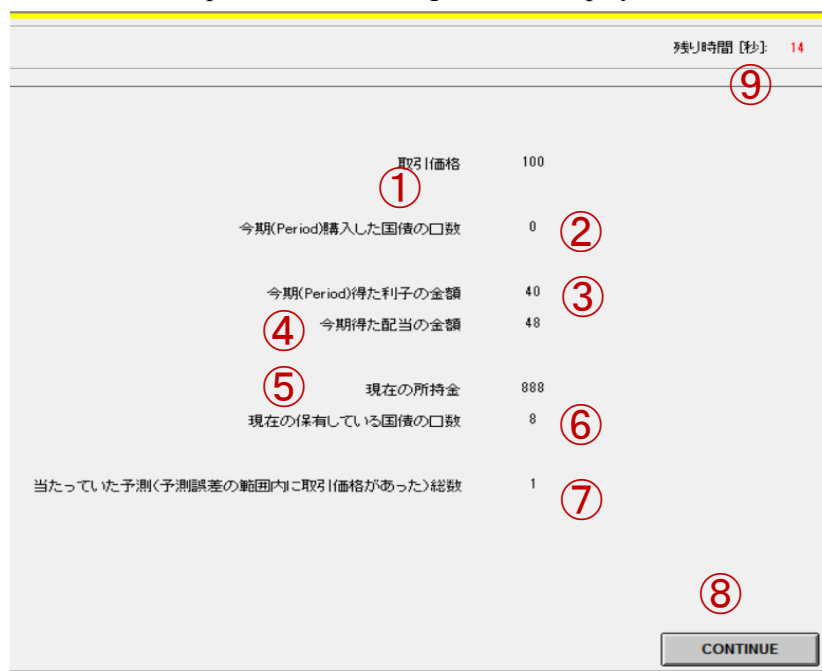 残り時間 [秒]: 14
⑨
取引価格 100
①
今期(Period)購入した国債の口数 0 ②
今期(Period)得た利子の金額 40 ③
④ 今期得た配当の金額 48
⑤ 現在の所持金 888
現在の保有している国債の口数 8 ⑥
当たっていた予測(予測誤差の範囲内に取引価格があった)総数 1 ⑦
⑧
CONTINUE